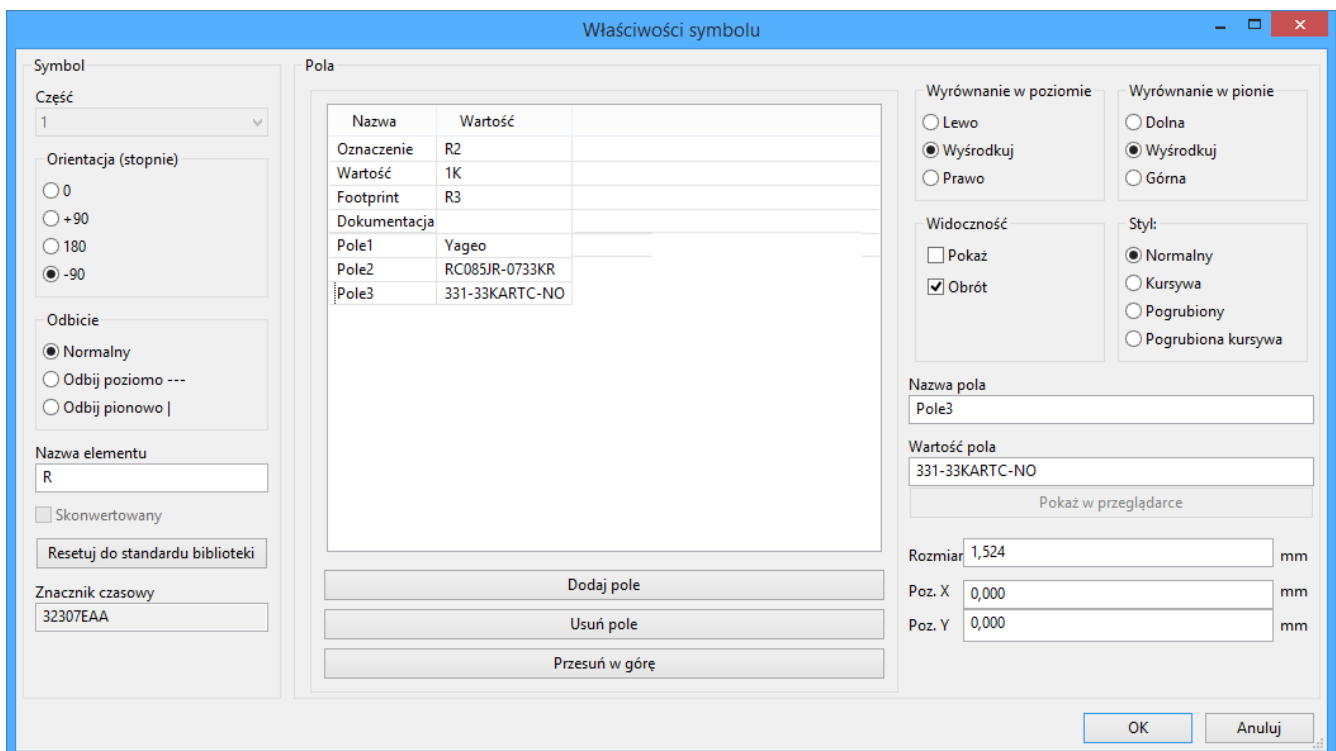 Właściwości symbolu
Symbol
Część
1
Orientacja (stopnie)
0
+90
180
-90
Odbicie
Normalny
Odbij poziomo ---
Odbij pionowo |
Nazwa elementu
R
Skonwertowany
Resetuj do standardu biblioteki
Znacznik czasowy
32307EAA
Pola
Nazwa Wartość
Oznaczenie R2
Wartość 1K
Footprint R3
Dokumentacja
Pole1 Yageo
Pole2 RC085JR-0733KR
Pole3 331-33KARTC-NO
Dodaj pole
Usuń pole
Przesuń w górę
Wyrównanie w poziomie
Lewo
Wyśrodkuj
Prawo
Wyrównanie w pionie
Dolna
Wyśrodkuj
Górna
Widoczność
Pokaż
Obrót
Styl:
Normalny
Kursywa
Pogrubiony
Pogrubiona kursywa
Nazwa pola
Pole3
Wartość pola
331-33KARTC-NO
Pokaż w przeglądarce
Rozmiar 1,524 mm
Poz. X 0,000 mm
Poz. Y 0,000 mm
OK Anuluj